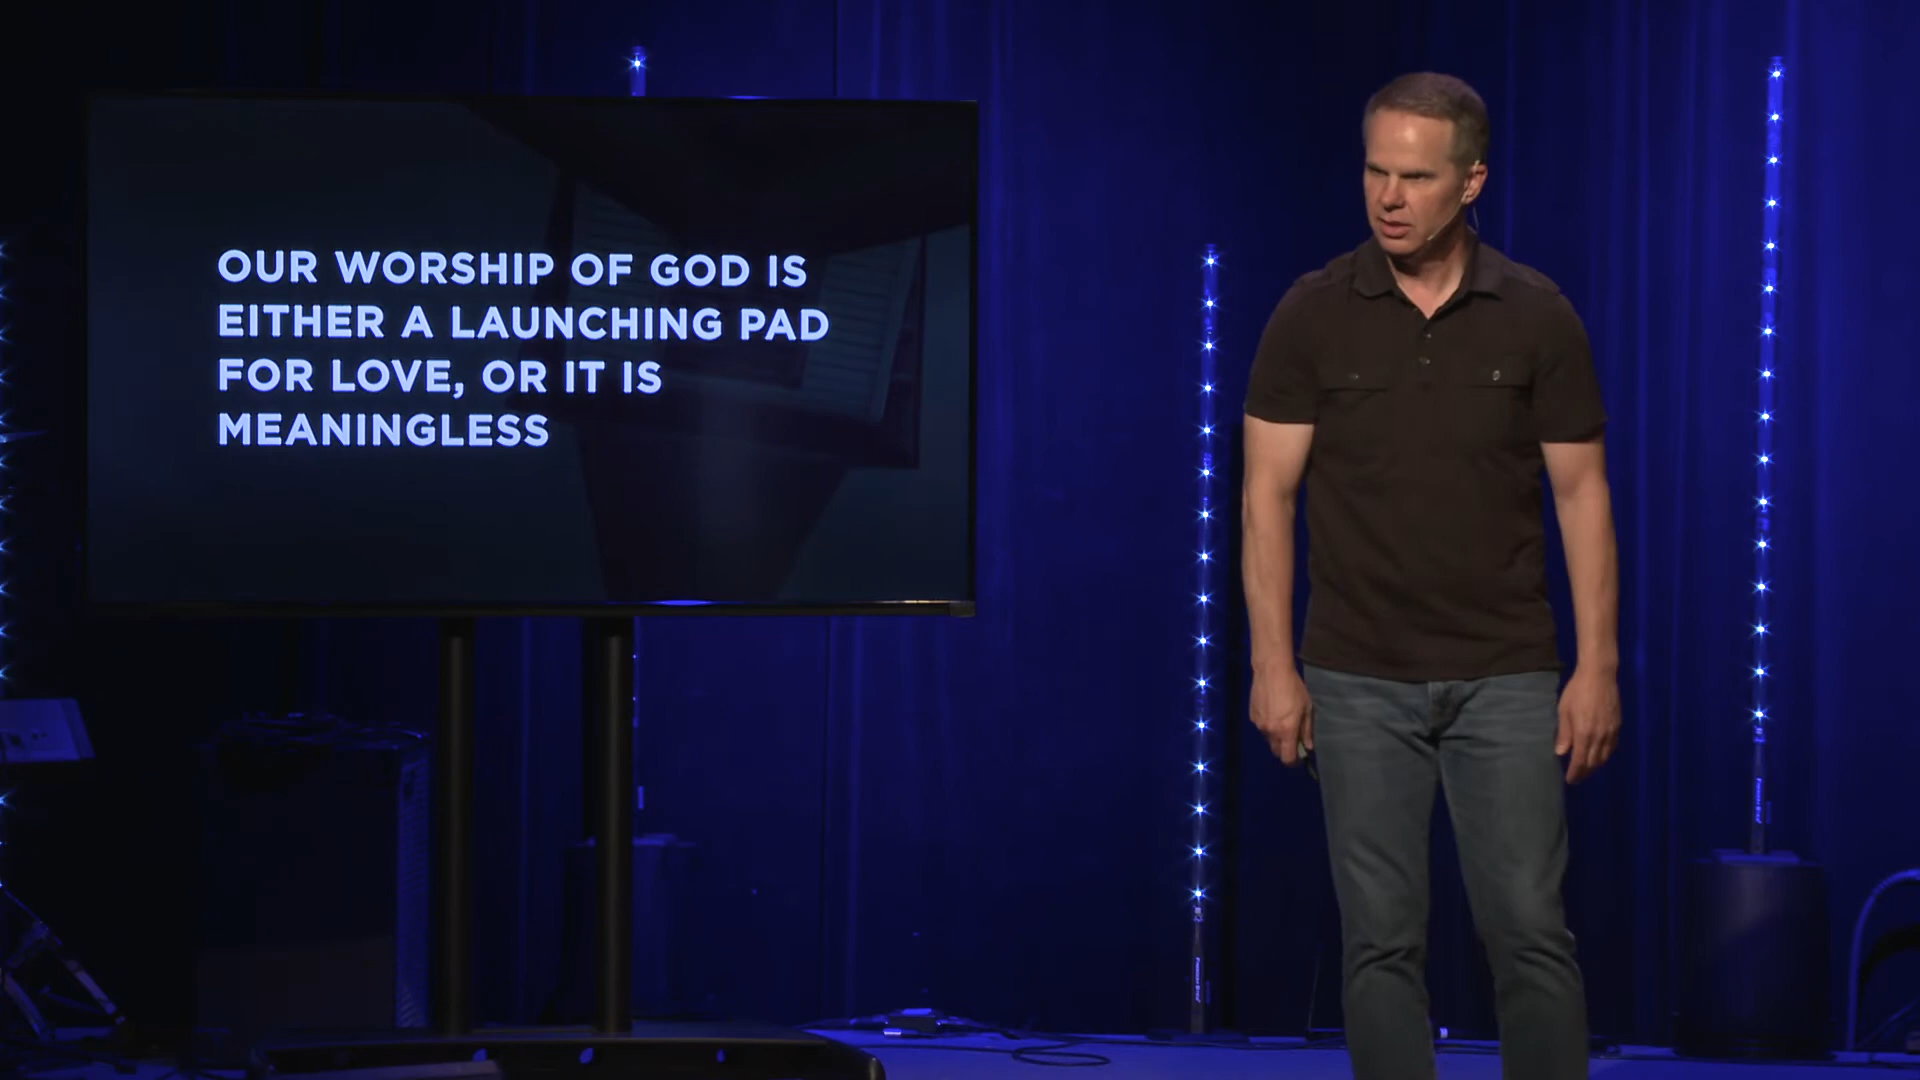 OUR WORSHIP OF GOD IS
EITHER A LAUNCHING PAD
FOR LOVE, OR IT IS
MEANINGLESS